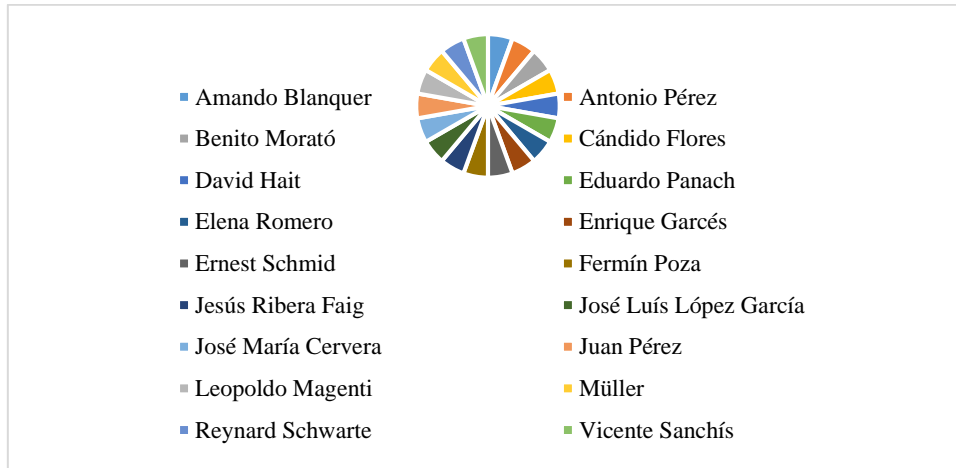 Amando Blanquer
Antonio Pérez
Benito Morató
Cándido Flores
David Hait
Eduardo Panach
Elena Romero
Enrique Garcés
Ernest Schmid
Fermín Poza
Jesús Ribera Faig
José Luís López García
José María Cervera
Juan Pérez
Leopoldo Magenti
Müller
Reynard Schwarte
Vicente Sanchís